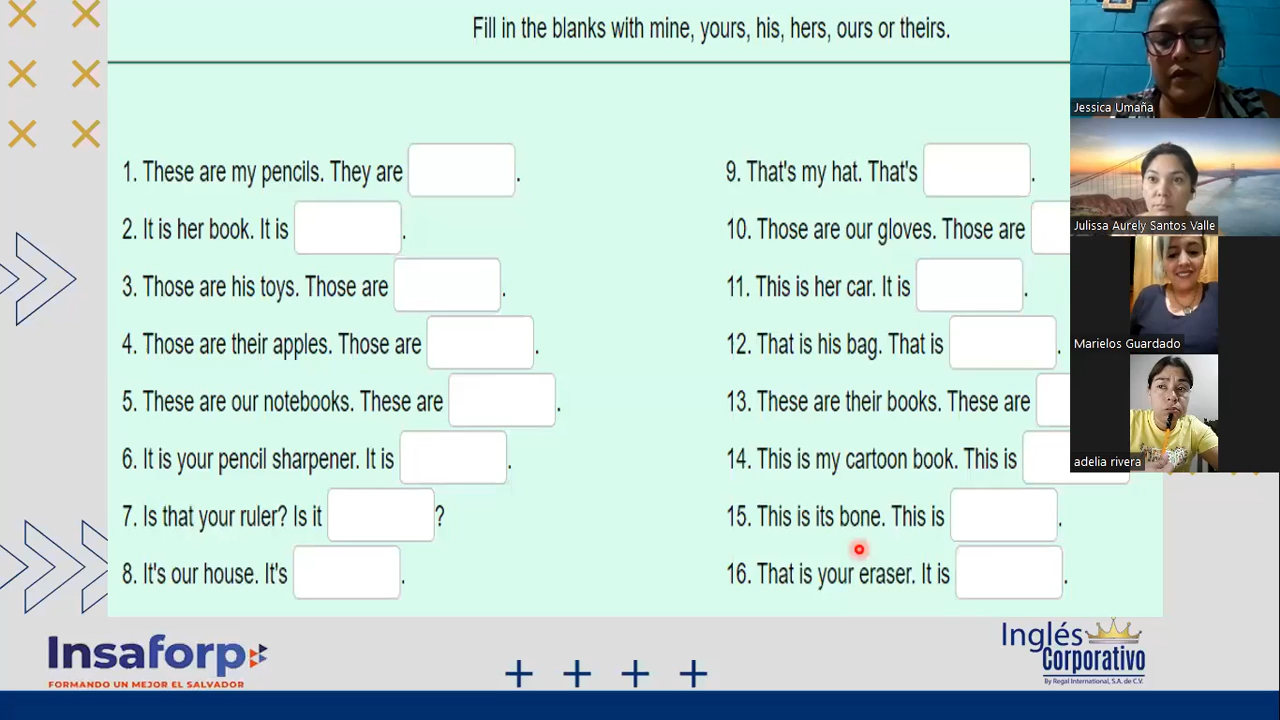 Fill in the blanks with mine, yours, his, hers, ours or theirs.
1. These are my pencils. They are .
2. It is her book. It is .
3. Those are his toys. Those are .
4. Those are their apples. Those are .
5. These are our notebooks. These are .
6. It is your pencil sharpener. It is .
7. Is that your ruler? Is it ?
8. It's our house. It's .
9. That's my hat. That's .
10. Those are our gloves. Those are
11. This is her car. It is .
12. That is his bag. That is .
13. These are their books. These are
14. This is my cartoon book. This is
15. This is its bone. This is .
16. That is your eraser. It is .
Jessica Umaña
Julissa Aurely Santos Valle
Marielos Guardado
adelia rivera
Insaforp
FORMANDO UN MEJOR EL SALVADOR
Inglés
Corporativo
By Regal International, S.A. de C.V.